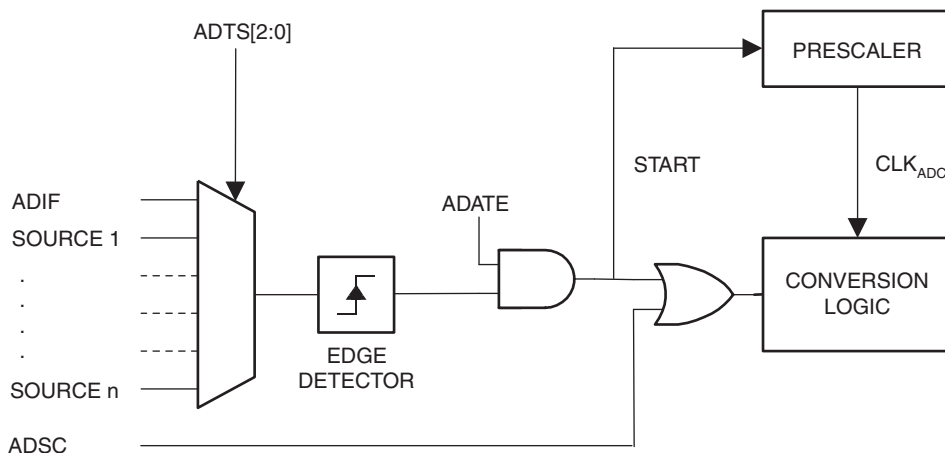 ADTS[2:0]
PRESCALER
START
CLKADC
ADIF
SOURCE 1
.
.
.
.
SOURCE n
ADATE
CONVERSION
LOGIC
EDGE
DETECTOR
ADSC